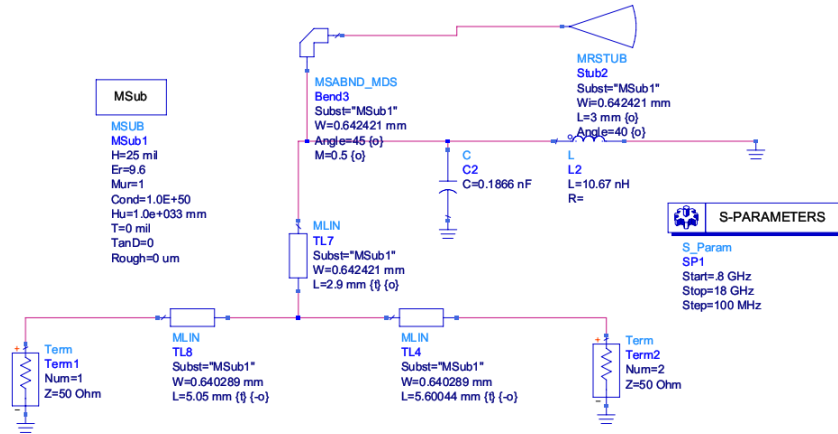 MSub
MSUB
MSub1
H=25 mil
Er=9.6
Mur=1
Cond=1.0E+50
Hu=1.0e+033 mm
T=0 mil
TanD=0
Rough=0 um
MSABND_MDS
Bend3
Subst="MSub1"
W=0.642421 mm
Angle=45 {o}
M=0.5 {o}
MRSTUB
Stub2
Subst="MSub1"
Wi=0.642421 mm
L=3 mm {o}
Angle=40 {o}
C
C2
C=0.1866 nF
L
L2
L=10.67 nH
R=
S-PARAMETERS
S_Param
SP1
Start=.8 GHz
Stop=18 GHz
Step=100 MHz
MLIN
TL7
Subst="MSub1"
W=0.642421 mm
L=2.9 mm {t} {o}
+
Term
Term1
Num=1
Z=50 Ohm
-
MLIN
TL8
Subst="MSub1"
W=0.640289 mm
L=5.05 mm {t} {-o}
MLIN
TL4
Subst="MSub1"
W=0.640289 mm
L=5.60044 mm {t} {-o}
+
Term
Term2
Num=2
Z=50 Ohm
-